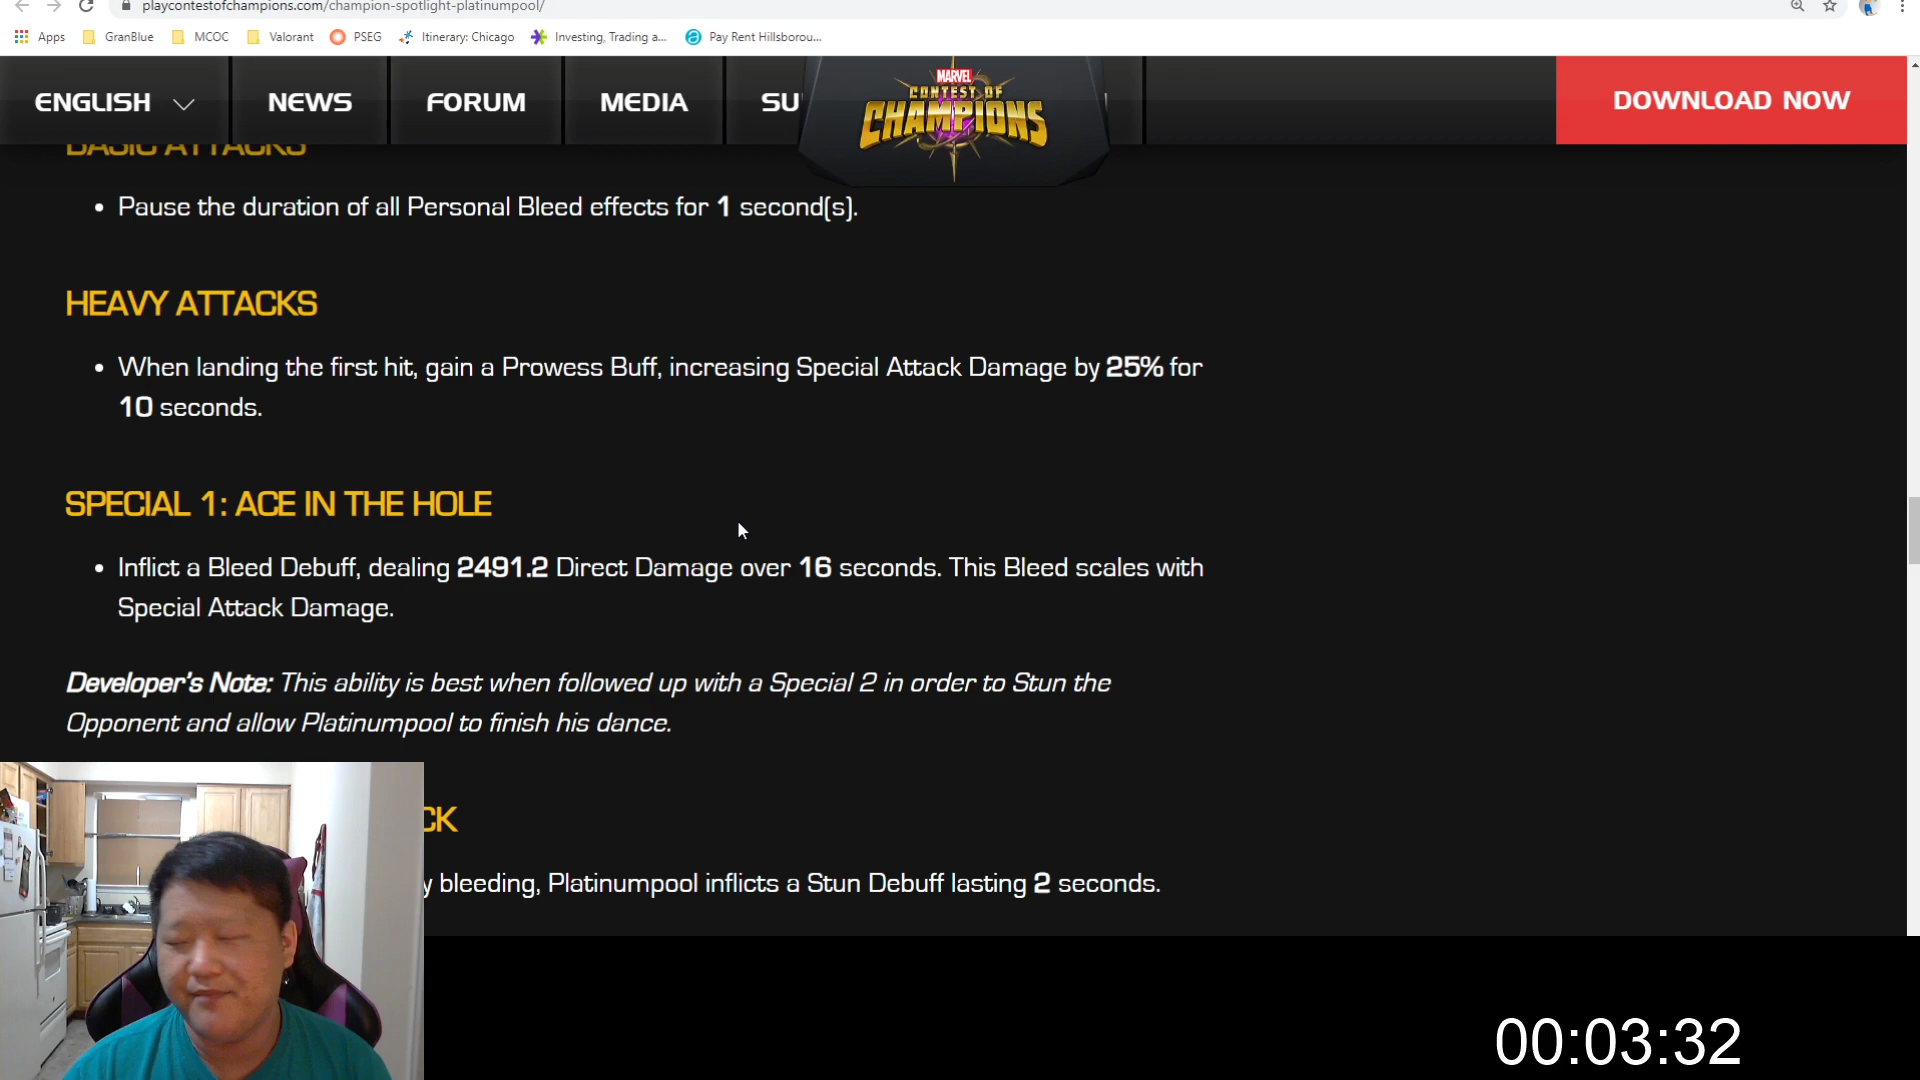 playcontestofchampions.com/champion-spotlight-platinumpool/
Apps GranBlue MCOC Valorant PSEG Itinerary: Chicago Investing, Trading a... Pay Rent Hillsborou...
ENGLISH NEWS FORUM MEDIA SU MARVEL CONTEST OF CHAMPIONS DOWNLOAD NOW
BASIC ATTACKS
• Pause the duration of all Personal Bleed effects for 1 second(s).
HEAVY ATTACKS
• When landing the first hit, gain a Prowess Buff, increasing Special Attack Damage by 25% for
10 seconds.
SPECIAL 1: ACE IN THE HOLE
• Inflict a Bleed Debuff, dealing 2491.2 Direct Damage over 16 seconds. This Bleed scales with
Special Attack Damage.
Developer's Note: This ability is best when followed up with a Special 2 in order to Stun the
Opponent and allow Platinumpool to finish his dance.
CK
y bleeding, Platinumpool inflicts a Stun Debuff lasting 2 seconds.
00:03:32